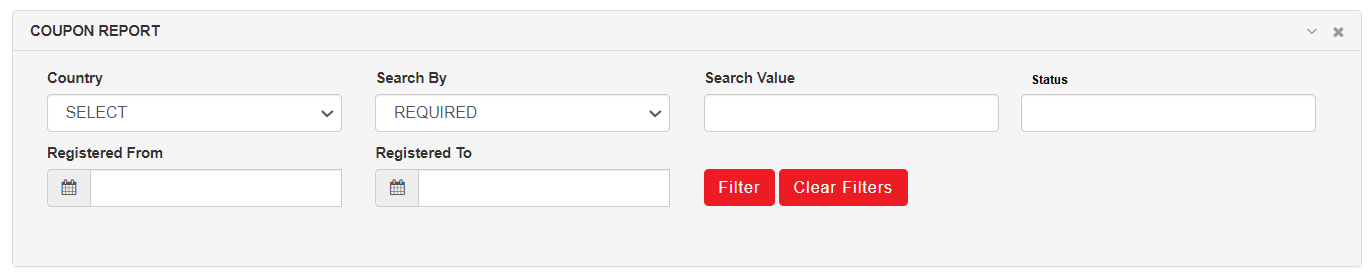 COUPON REPORT
Country Search By Search Value Status
SELECT REQUIRED
Registered From Registered To
Filter Clear Filters